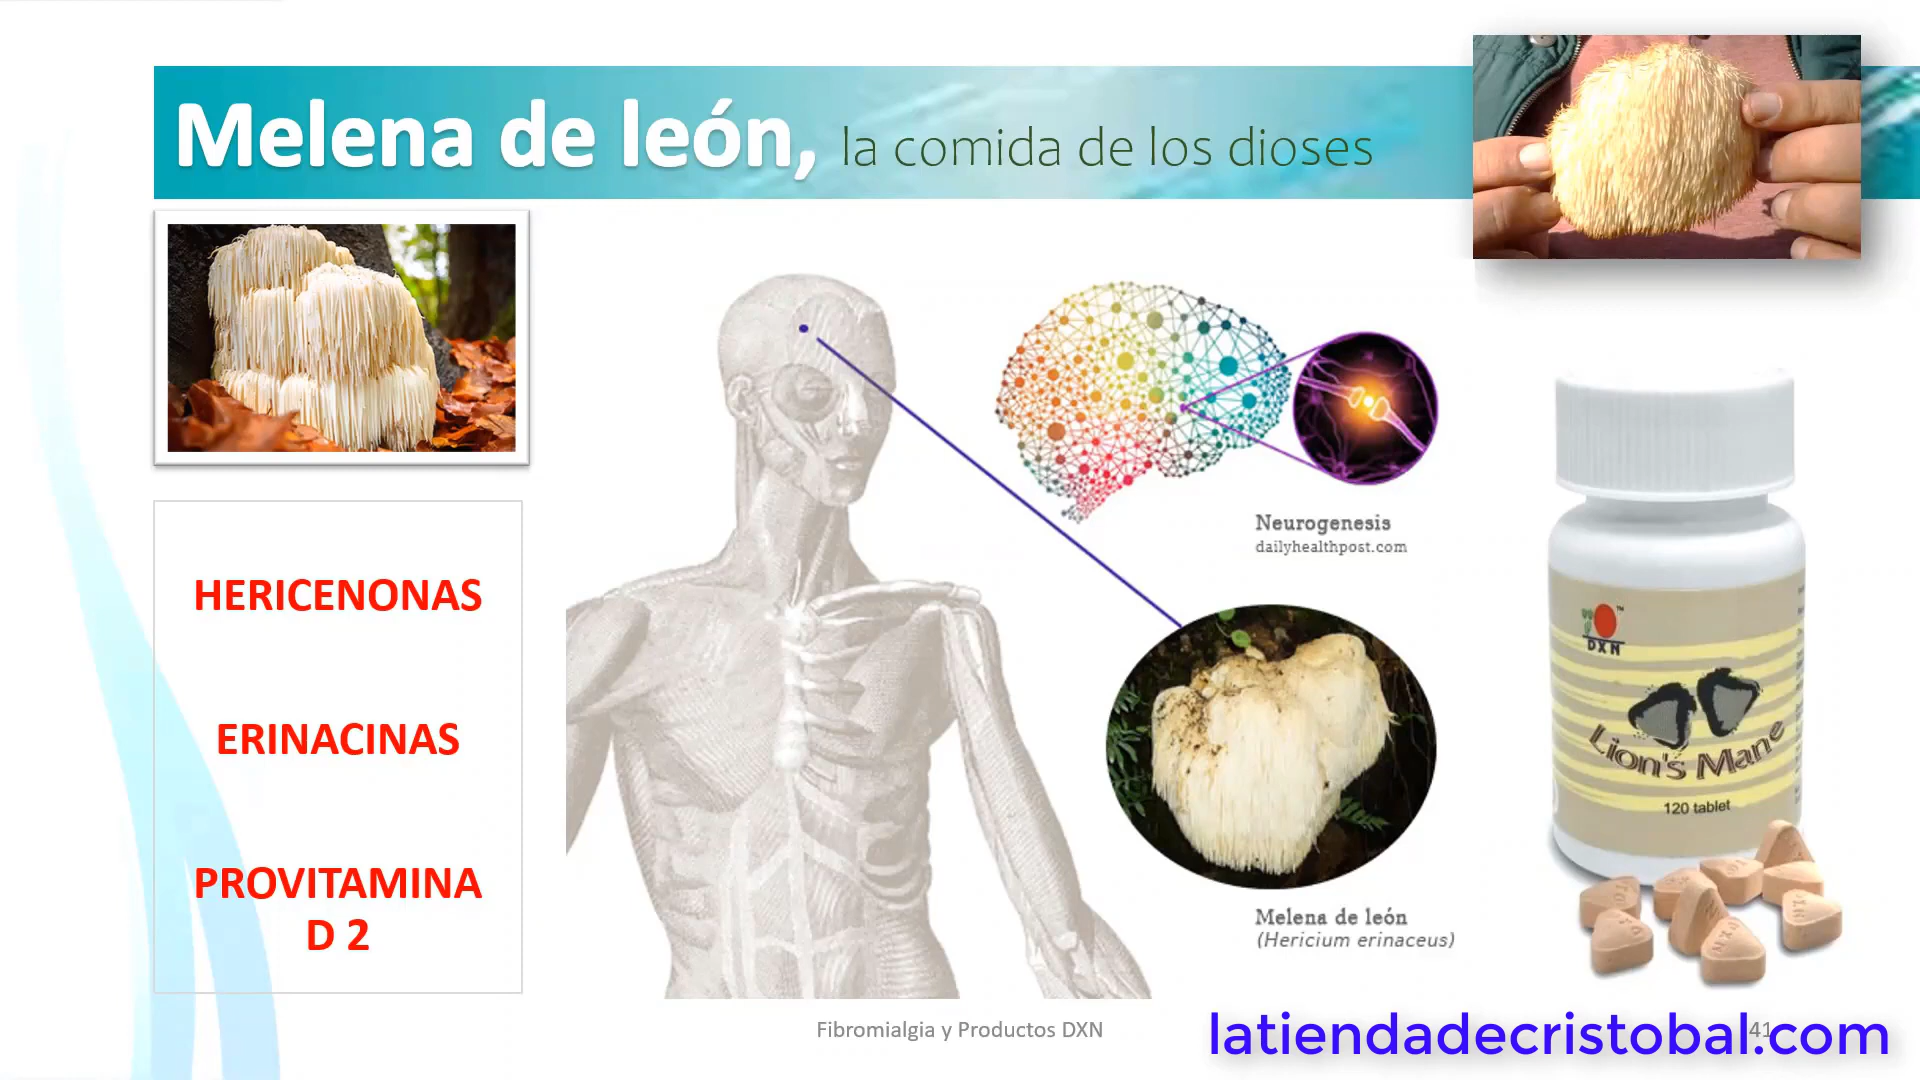 Melena de león, la comida de los dioses
HERICENONAS
ERINACINAS
PROVITAMINA
D 2
Neurogenesis
dailyhealthpost.com
Melena de león
(Hericium erinaceus)
DXN
Lion's Mane
120 tablet
Fibromialgia y Productos DXN
41
latiendadecristobal.com